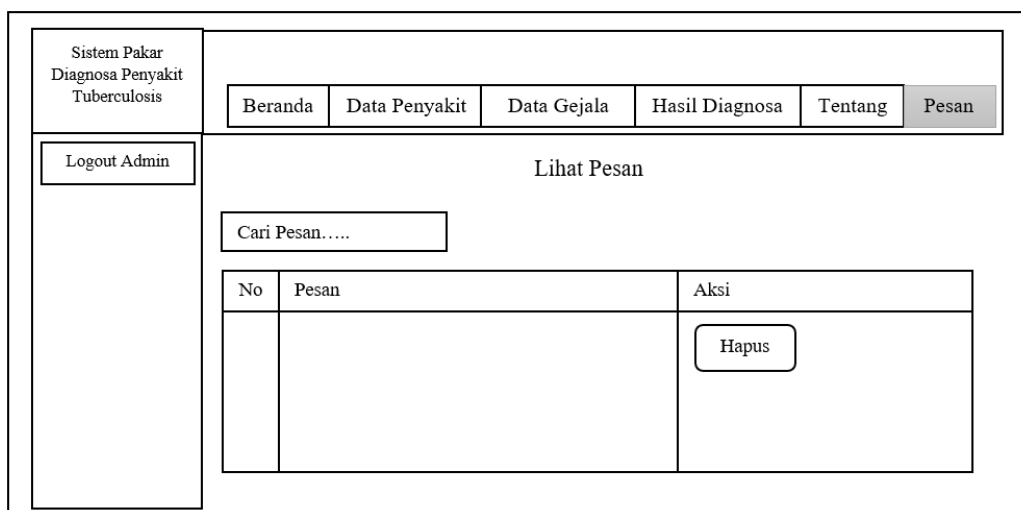 Sistem Pakar
Diagnosa Penyakit
Tuberculosis
Beranda
Data Penyakit
Data Gejala
Hasil Diagnosa
Tentang
Pesan
Logout Admin
Lihat Pesan
Cari Pesan…..
No
Pesan
Aksi
Hapus